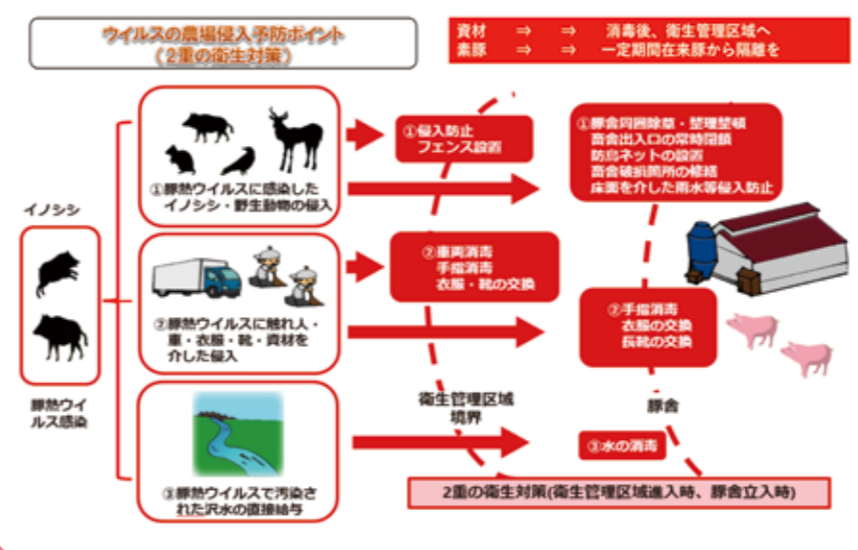 ウイルスの農場侵入予防ポイント
(2重の衛生対策)
資材 ⇒ ⇒ 消毒後、衛生管理区域へ
素豚 ⇒ ⇒ 一定期間在来豚から隔離を
イノシシ
豚熱ウイ
ルス感染
①豚熱ウイルスに感染した
イノシシ・野生動物の侵入
②豚熱ウイルスに触れ人・
車・衣服・靴・資材を
介した侵入
③豚熱ウイルスで汚染さ
れた沢水の直接給与
①侵入防止
フェンス設置
②車両消毒
手指消毒
衣服・靴の交換
衛生管理区域
境界
①豚舎周囲除草・整理整頓
畜舎出入口の常時閉鎖
防鳥ネットの設置
畜舎破損箇所の修繕
床面を介した雨水等侵入防止
②手指消毒
衣服の交換
長靴の交換
豚舎
③水の消毒
2重の衛生対策(衛生管理区域進入時、豚舎立入時)